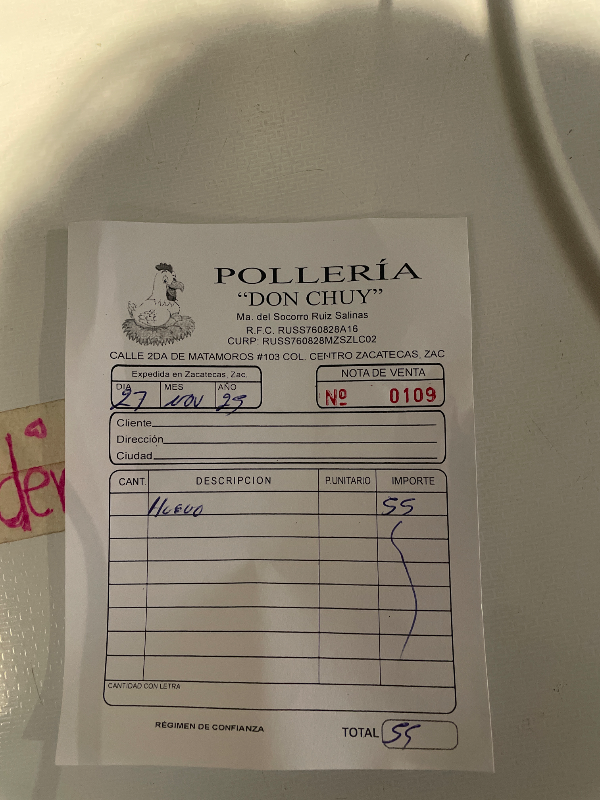 POLLERÍA
“DON CHUY”
Ma. del Socorro Ruiz Salinas
R.F.C. RUSS760828A16
CURP: RUSS760828MZSZLC02
CALLE 2DA DE MATAMOROS #103 COL. CENTRO ZACATECAS, ZAC
Expedida en Zacatecas, Zac.
DIA MES AÑO
27 NOV 25
NOTA DE VENTA
Nº 0109
Cliente
Dirección
Ciudad
CANT. DESCRIPCION P.UNITARIO IMPORTE
Huevo 55
CANTIDAD CON LETRA
RÉGIMEN DE CONFIANZA
TOTAL 55
der